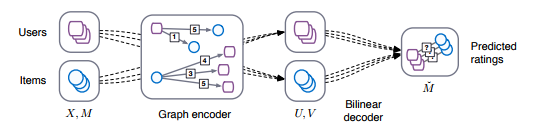 Users
Items
X, M
5
1
4
3
5
Graph encoder
U, V
Bilinear
decoder
?
?
?
M̌
Predicted
ratings